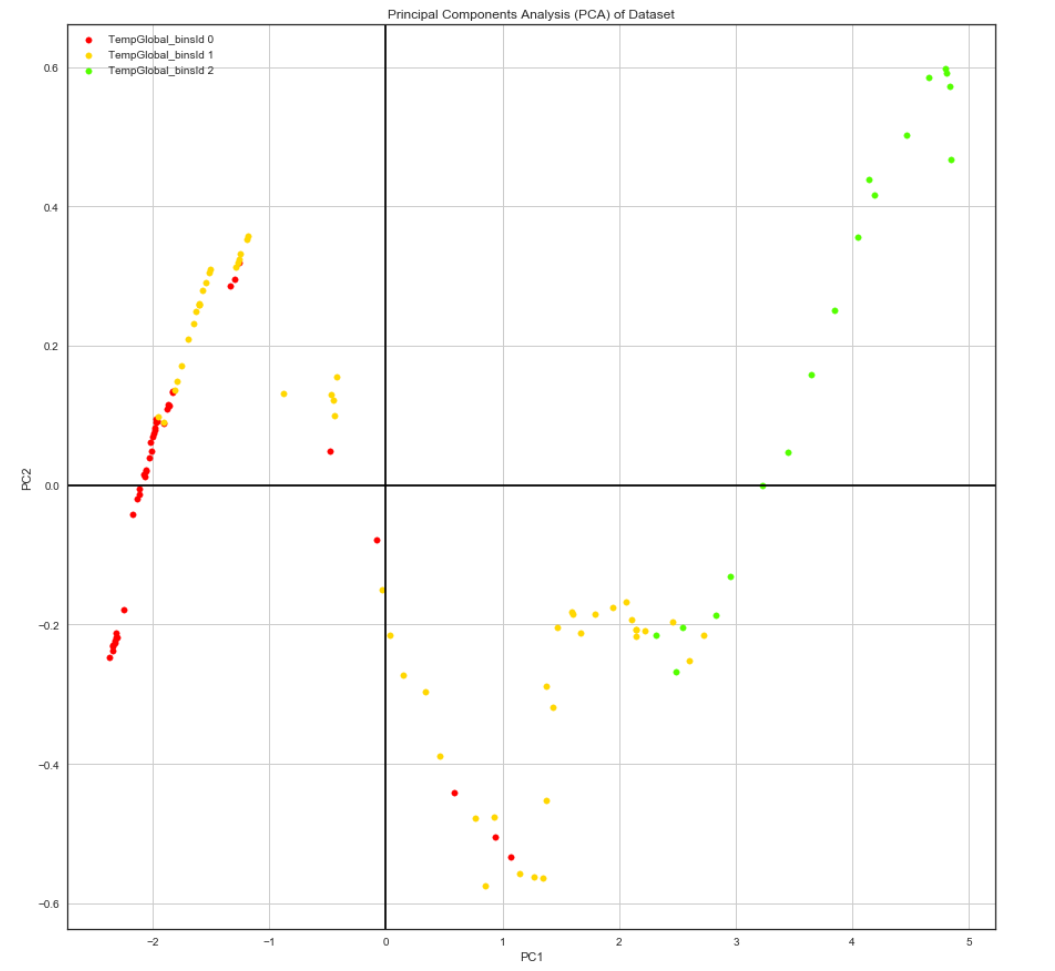 Principal Components Analysis (PCA) of Dataset
TempGlobal_binsId 0
TempGlobal_binsId 1
TempGlobal_binsId 2
0.6
0.4
0.2
0.0
−0.2
−0.4
−0.6
PC2
−2
−1
0
1
2
3
4
5
PC1